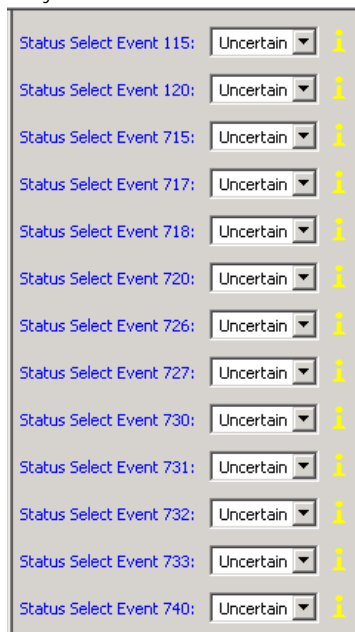 Status Select Event 115: Uncertain
Status Select Event 120: Uncertain
Status Select Event 715: Uncertain
Status Select Event 717: Uncertain
Status Select Event 718: Uncertain
Status Select Event 720: Uncertain
Status Select Event 726: Uncertain
Status Select Event 727: Uncertain
Status Select Event 730: Uncertain
Status Select Event 731: Uncertain
Status Select Event 732: Uncertain
Status Select Event 733: Uncertain
Status Select Event 740: Uncertain